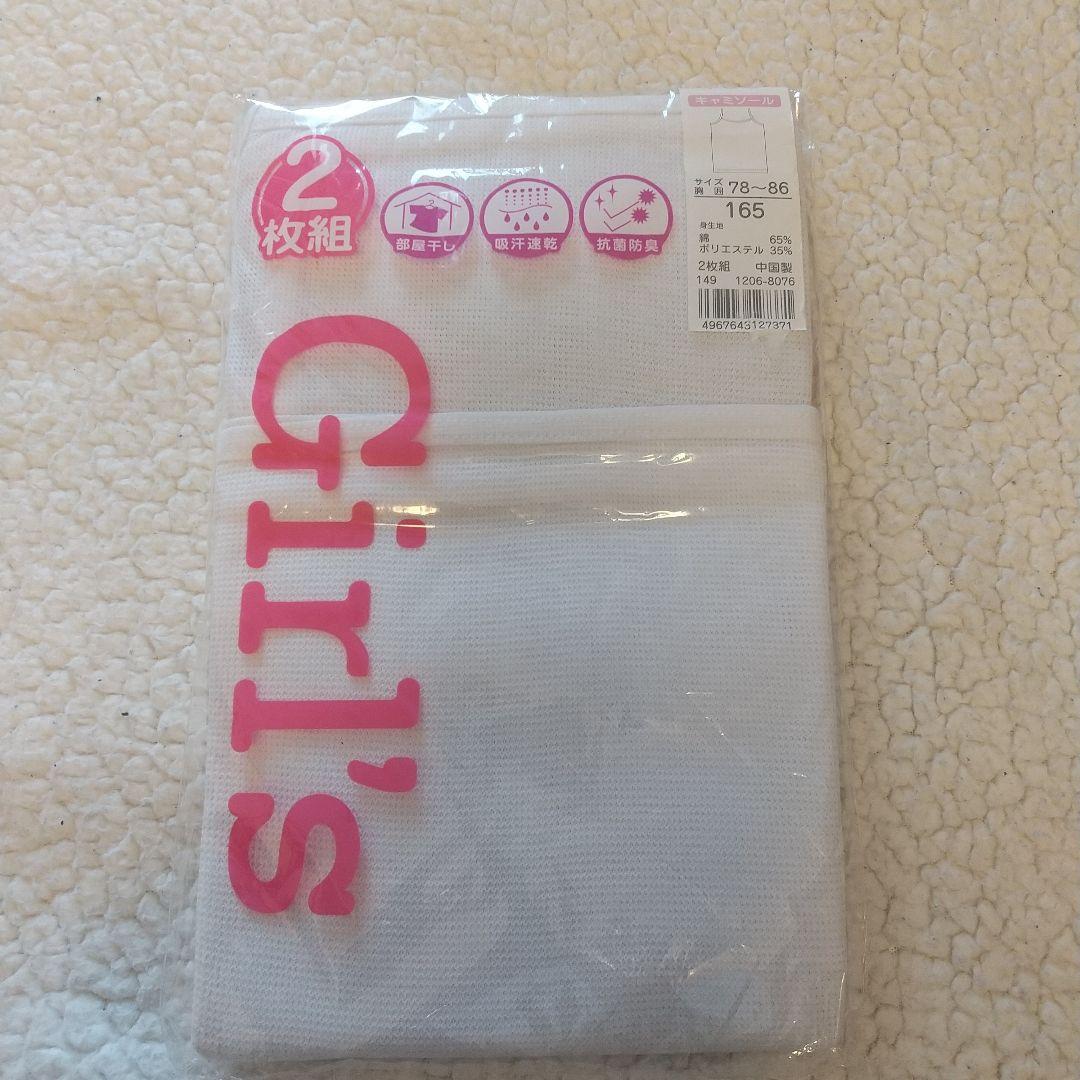 2
枚組
部屋干し
吸汗速乾
抗菌防臭
キャミソール
サイズ
胸囲 78～86
165
身生地
綿 65%
ポリエステル 35%
2枚組 中国製
149 1206-8076
4967643127371
Girl's